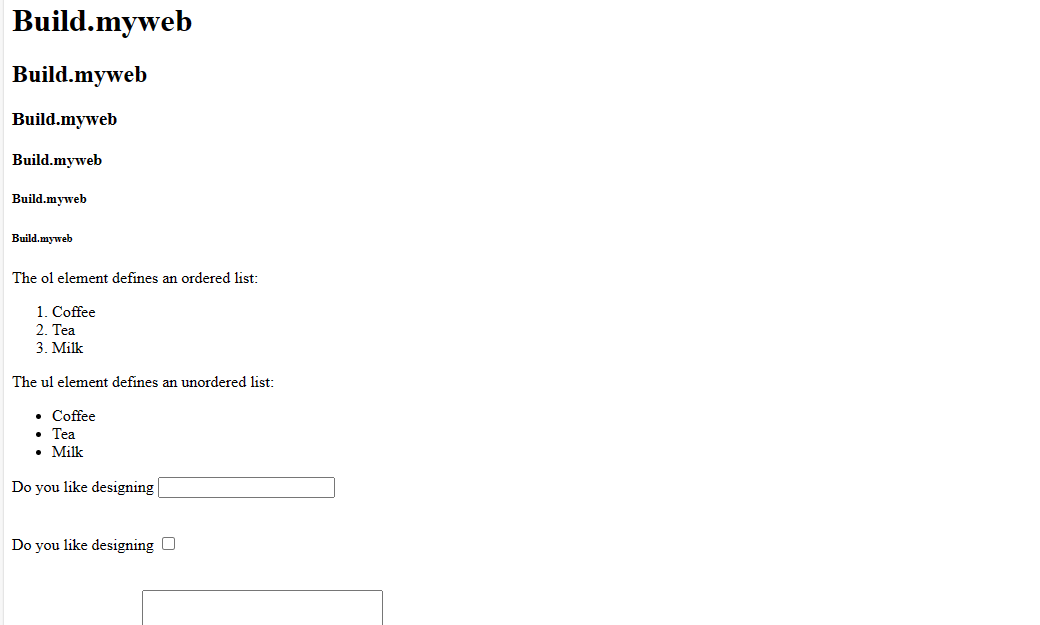 Build.myweb
Build.myweb
Build.myweb
Build.myweb
Build.myweb
Build.myweb
The ol element defines an ordered list:
1. Coffee
2. Tea
3. Milk
The ul element defines an unordered list:
• Coffee
• Tea
• Milk
Do you like designing
Do you like designing